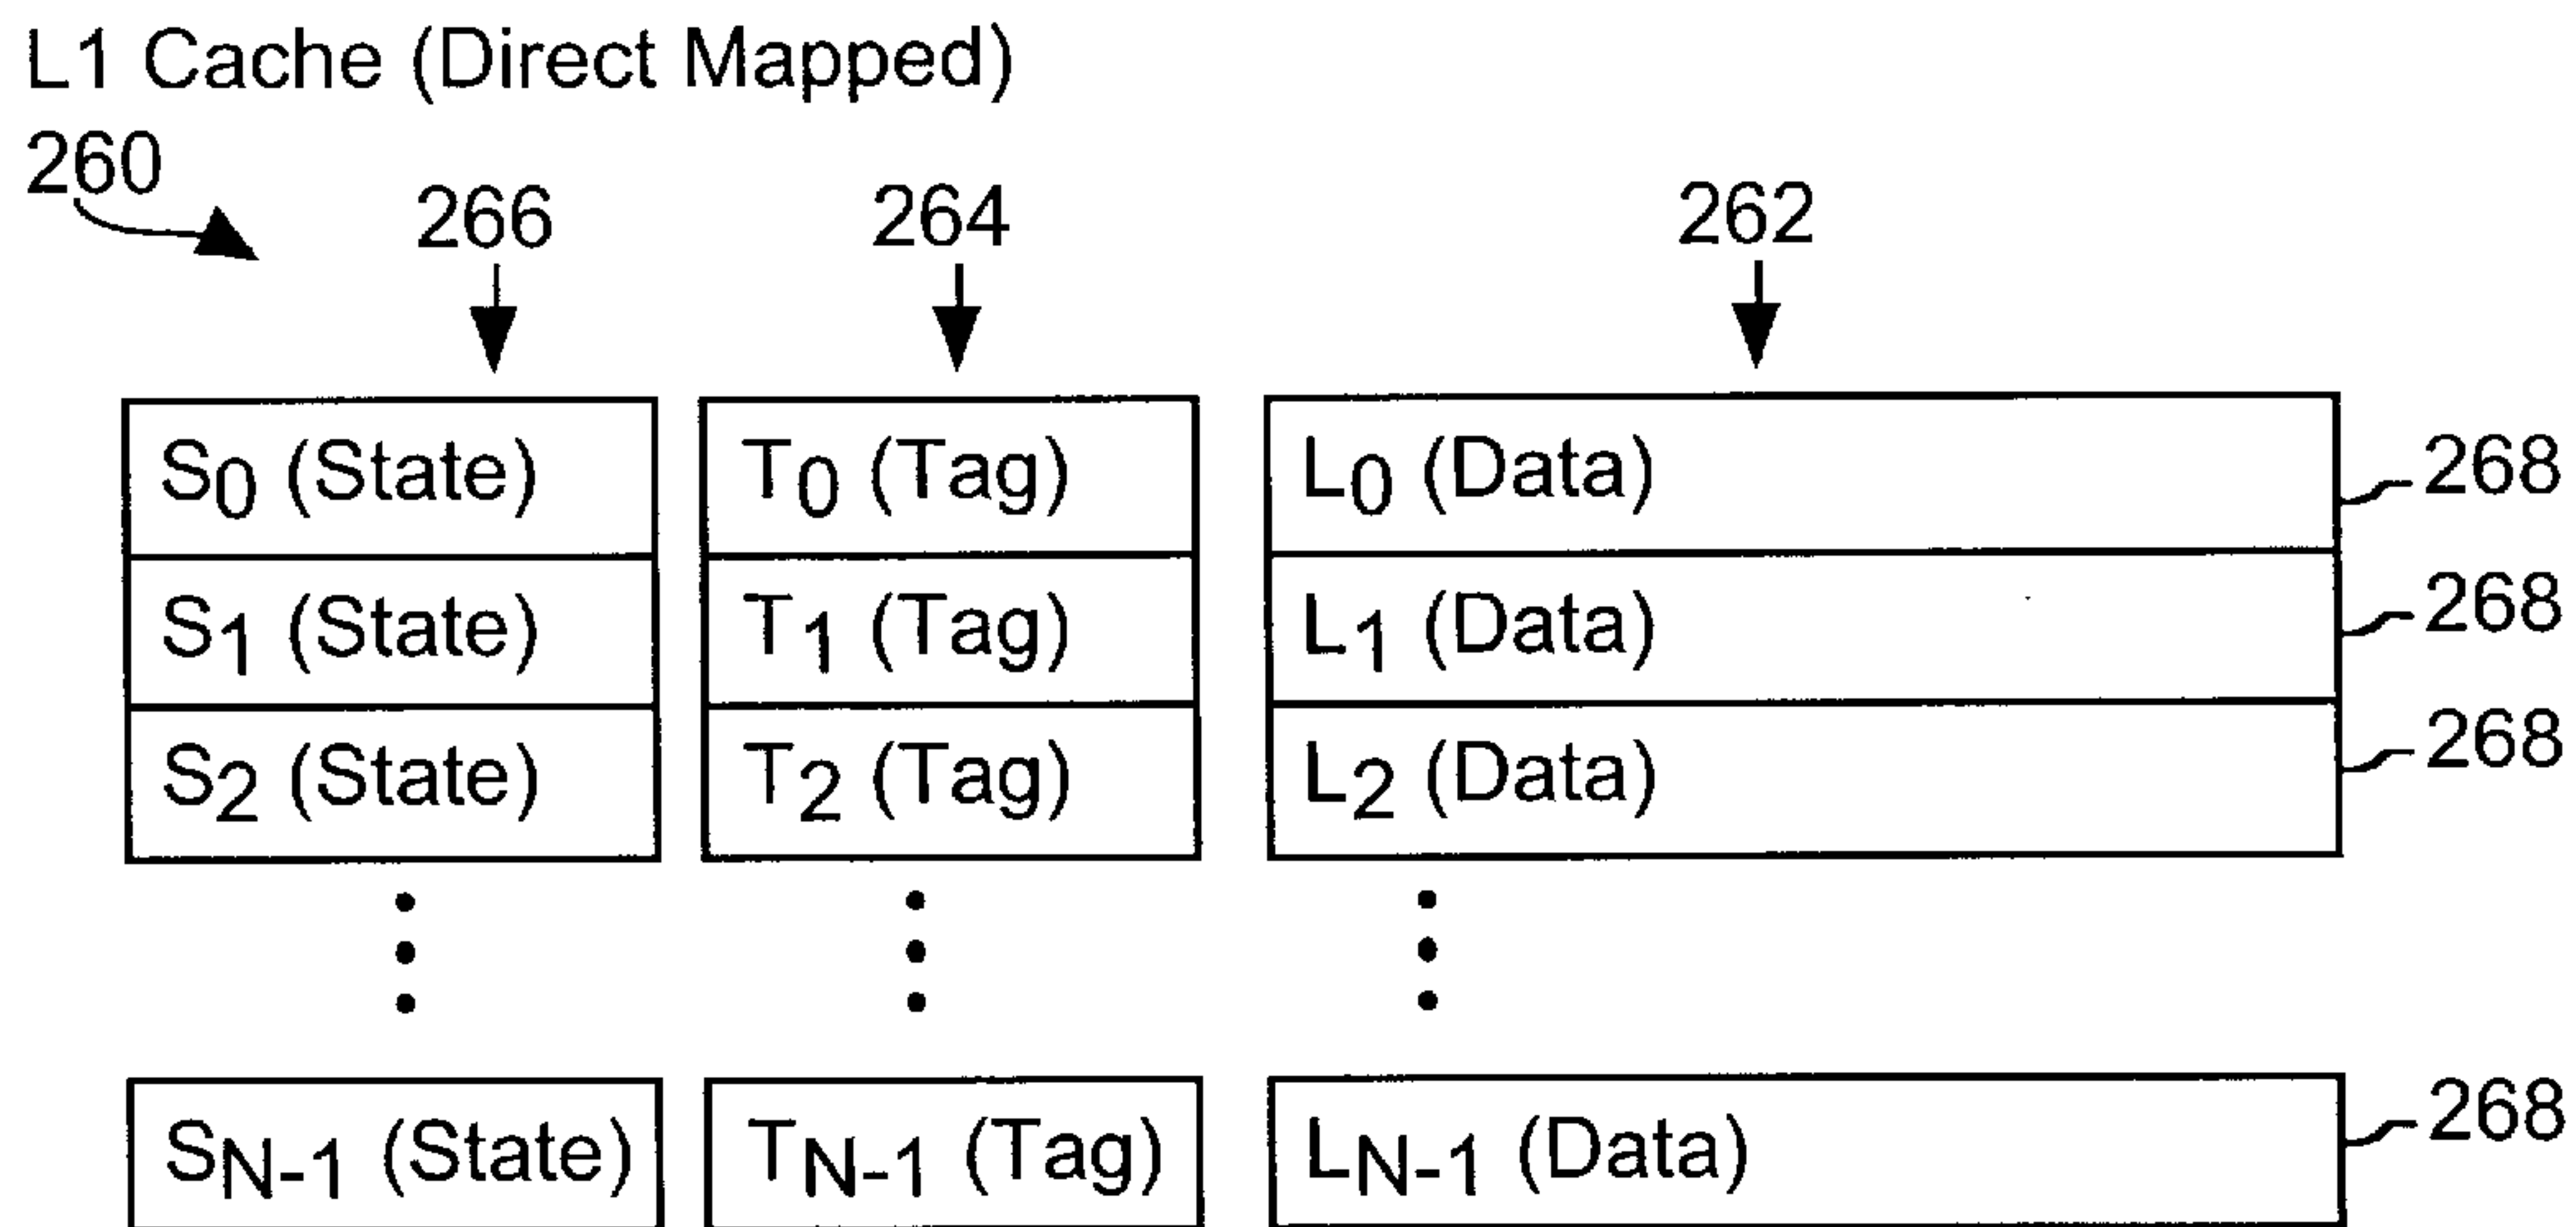 L1 Cache (Direct Mapped)
260
266 264 262
S0 (State) T0 (Tag) L0 (Data) 268
S1 (State) T1 (Tag) L1 (Data) 268
S2 (State) T2 (Tag) L2 (Data) 268
SN-1 (State) TN-1 (Tag) LN-1 (Data) 268